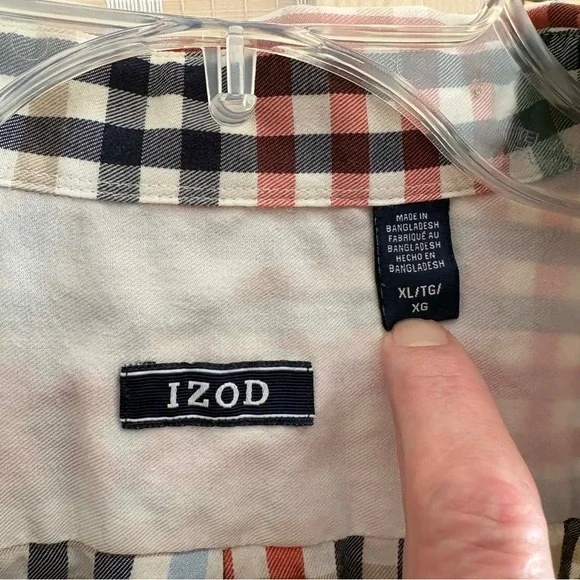 MADE IN
BANGLADESH
FABRIQUÉ AU
BANGLADESH
HECHO EN
BANGLADESH
XL/TG/
XG
IZOD